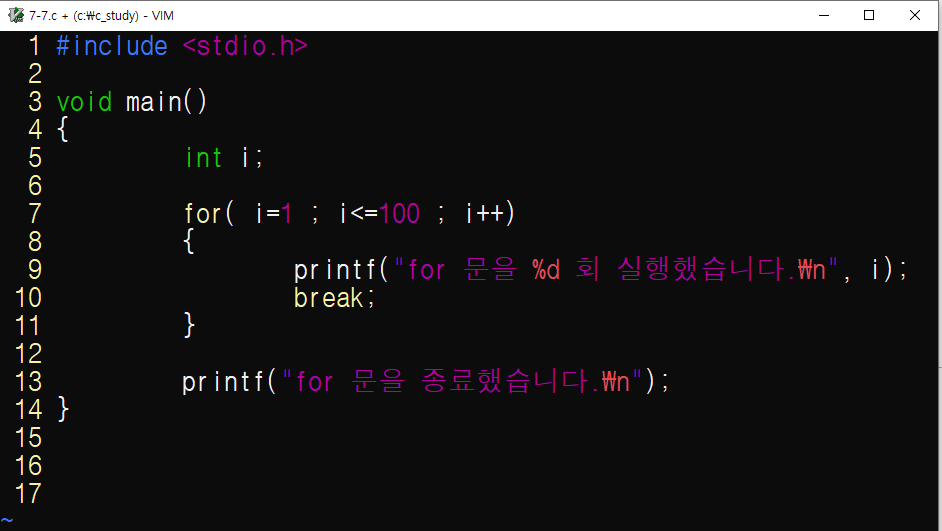 7-7.c + (c:\c_study) - VIM
1 #include <stdio.h>
2
3 void main()
4 {
5 int i;
6
7 for( i=1 ; i<=100 ; i++)
8 {
9 printf("for 문을 %d 회 실행했습니다.₩n", i);
10 break;
11 }
12
13 printf("for 문을 종료했습니다.₩n");
14 }
15
16
17
~